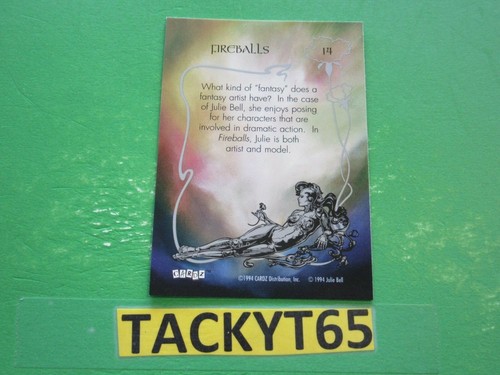 FIREBALLS 14
What kind of "fantasy" does a
fantasy artist have? In the case
of Julie Bell, she enjoys posing
for her characters that are
involved in dramatic action. In
Fireballs, Julie is both
artist and model.
CARDZ
©1994 CARDZ Distribution, Inc. © 1994 Julie Bell
TACKYT65